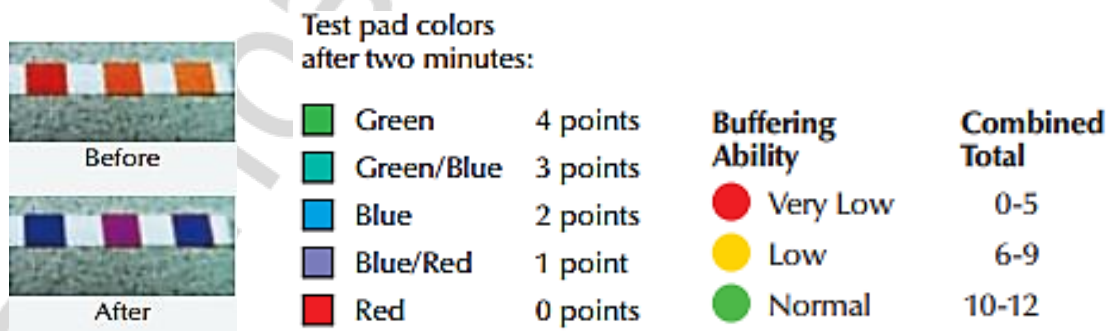 Before
After
Test pad colors
after two minutes:
Green 4 points
Green/Blue 3 points
Blue 2 points
Blue/Red 1 point
Red 0 points
Buffering Ability Combined Total
Very Low 0-5
Low 6-9
Normal 10-12